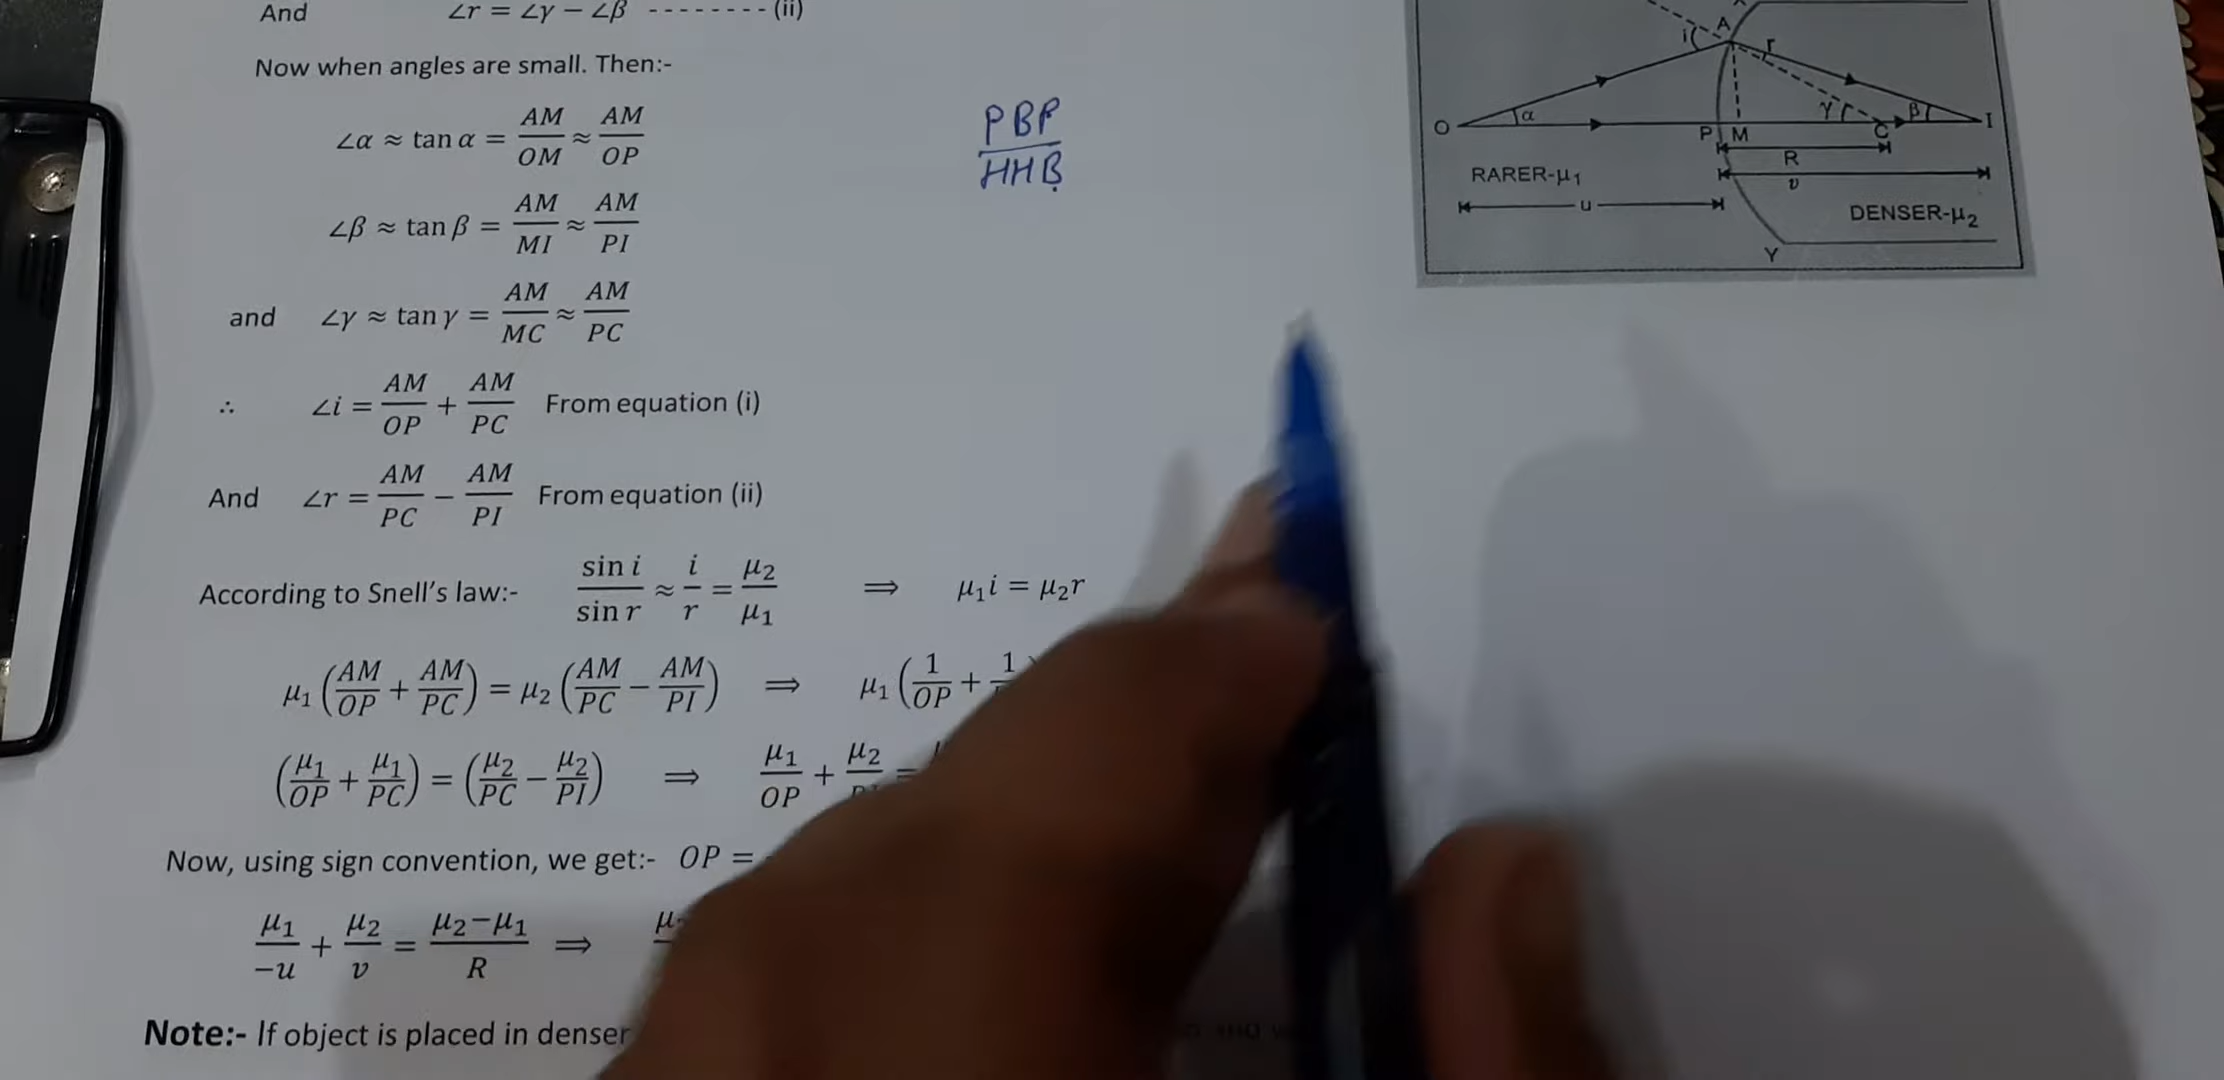 And ∠r = ∠γ − ∠β -------- (ii)
Now when angles are small. Then:-
∠α ≈ tan α = AM/OM ≈ AM/OP
∠β ≈ tan β = AM/MI ≈ AM/PI
and ∠γ ≈ tan γ = AM/MC ≈ AM/PC
∴ ∠i = AM/OP + AM/PC From equation (i)
And ∠r = AM/PC − AM/PI From equation (ii)
According to Snell's law:- sin i/sin r ≈ i/r = μ2/μ1 ⟹ μ1i = μ2r
μ1 (AM/OP + AM/PC) = μ2 (AM/PC − AM/PI) ⟹ μ1 (1/OP + 1
(μ1/OP + μ1/PC) = (μ2/PC − μ2/PI) ⟹ μ1/OP + μ2 =
Now, using sign convention, we get:- OP =
μ1/−u + μ2/v = μ2−μ1/R ⟹ μ
Note:- If object is placed in denser
PBP
HHB
A
i r
O α γ β I
P M C
R
RARER-μ1 v
u DENSER-μ2
Y